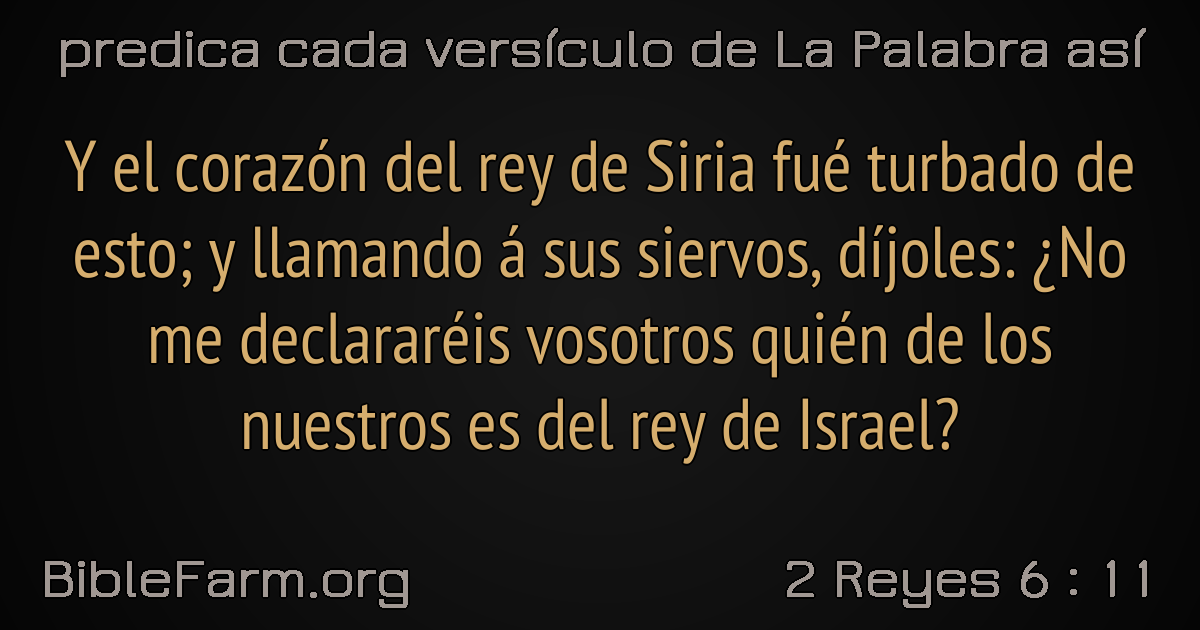 predica cada versículo de La Palabra así
Y el corazón del rey de Siria fué turbado de
esto; y llamando á sus siervos, díjoles: ¿No
me declararéis vosotros quién de los
nuestros es del rey de Israel?
BibleFarm.org
2 Reyes 6 : 11